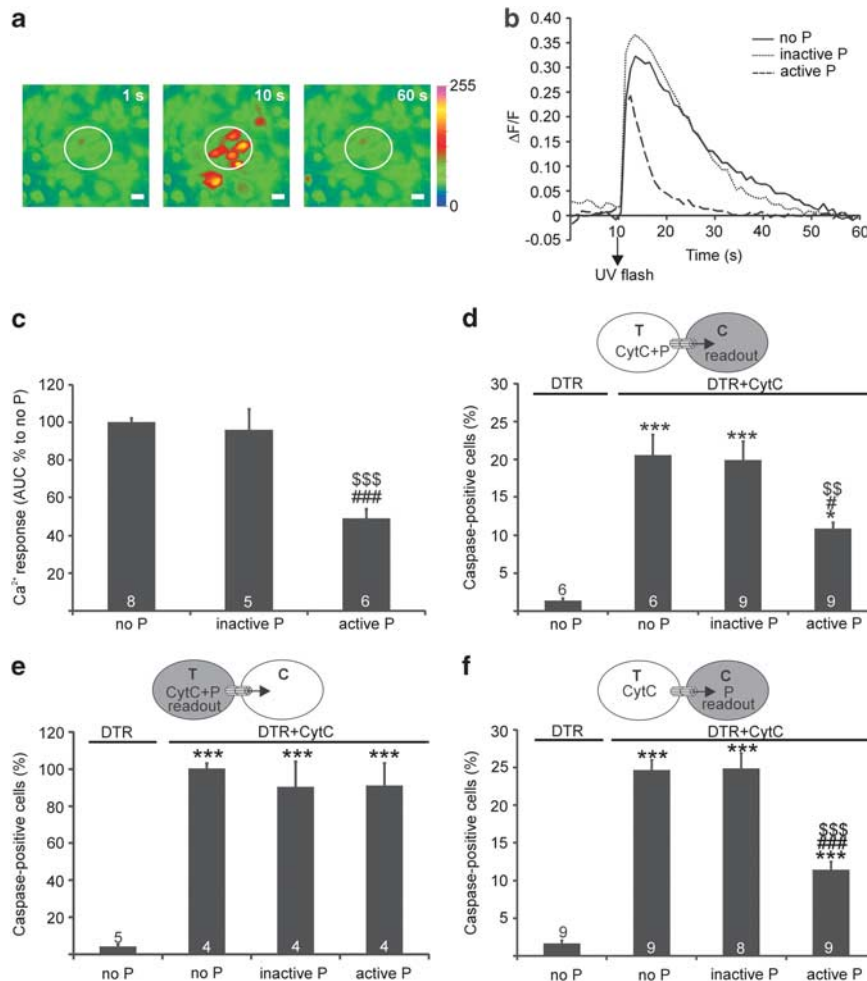 a
1 s
10 s
60 s
255
0
b
0.40
0.35
0.30
0.25
0.20
0.15
0.10
0.05
0
-0.05
ΔF/F
no P
inactive P
active P
10
20
30
40
50
60
Time (s)
UV flash
c
Ca²⁺ response (AUC % to no P)
120
100
80
60
40
20
$$$
###
8
5
6
no P
inactive P
active P
d
T
CytC+P
C
readout
DTR
DTR+CytC
Caspase-positive cells (%)
30
25
20
15
10
5
***
***
$$
#
*
6
6
9
9
no P
no P
inactive P
active P
e
T
CytC+P
readout
C
DTR
DTR+CytC
Caspase-positive cells (%)
120
100
80
60
40
20
***
***
***
5
4
4
4
no P
no P
inactive P
active P
f
T
CytC
C
P
readout
DTR
DTR+CytC
Caspase-positive cells (%)
30
25
20
15
10
5
***
***
$$$
###
***
9
9
8
9
no P
no P
inactive P
active P